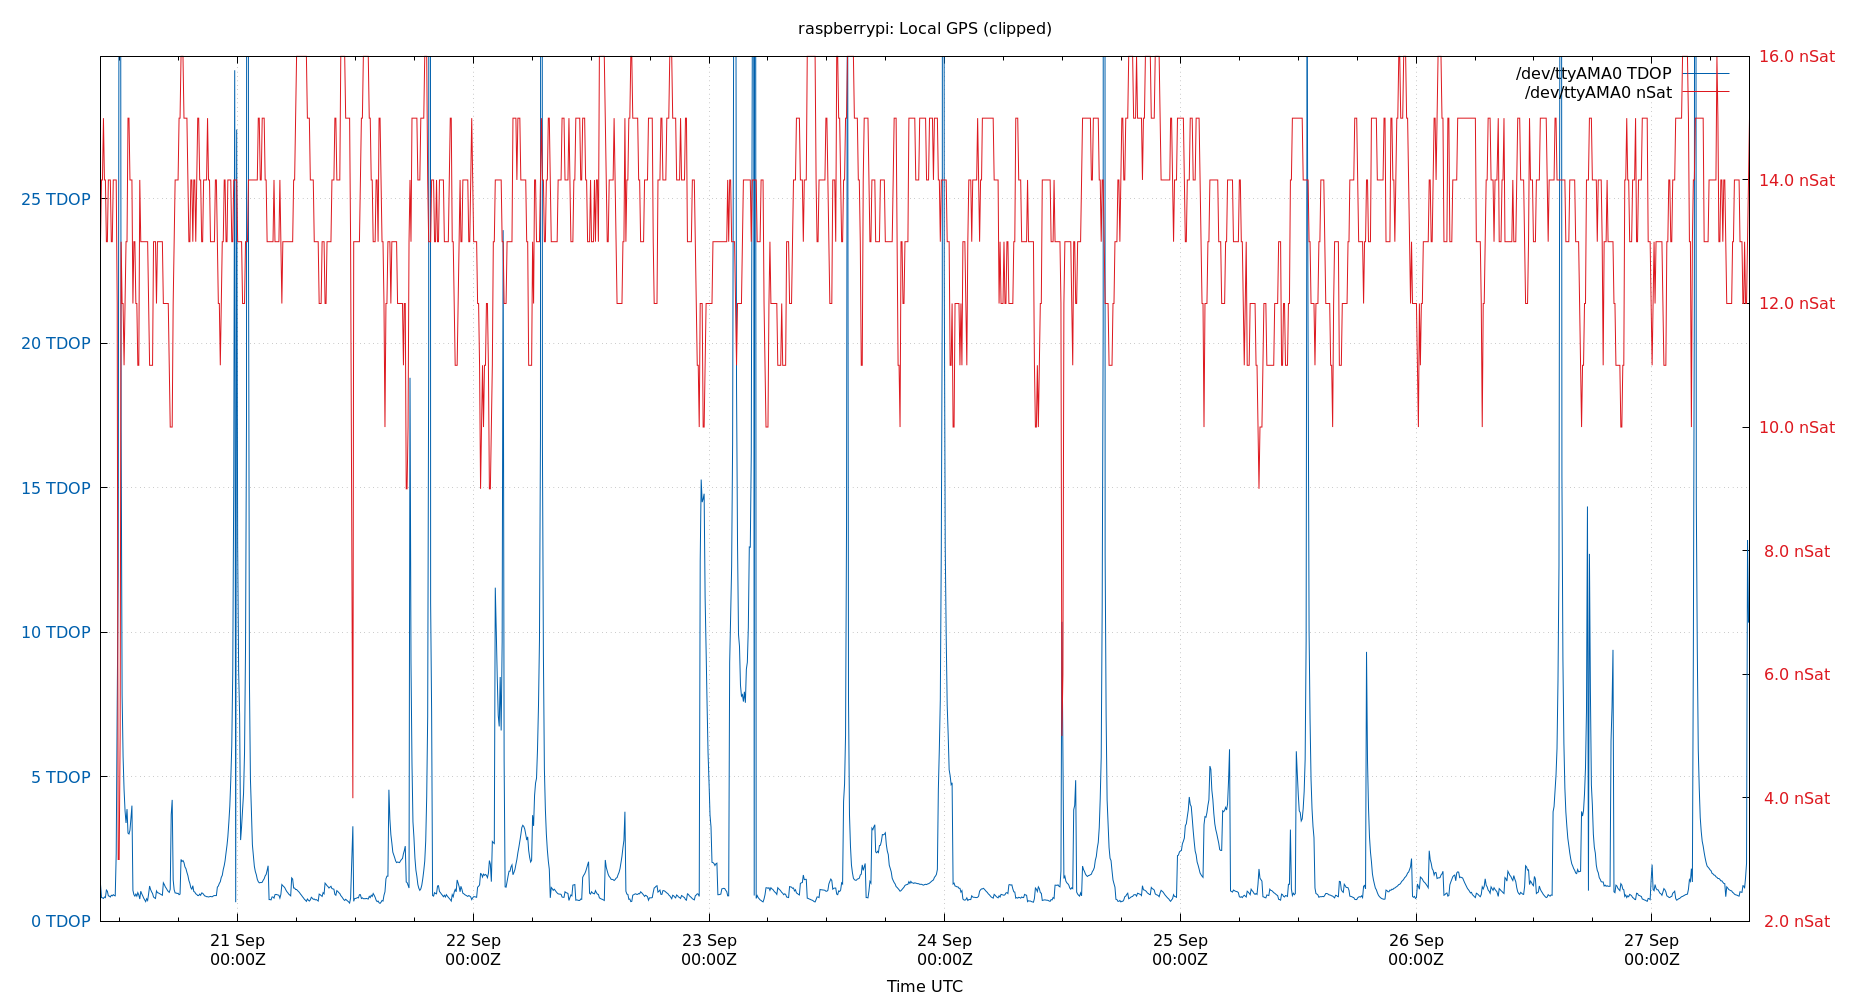 raspberrypi: Local GPS (clipped)
16.0 nSat
/dev/ttyAMA0 TDOP
/dev/ttyAMA0 nSat
14.0 nSat
25 TDOP
12.0 nSat
20 TDOP
10.0 nSat
15 TDOP
8.0 nSat
10 TDOP
6.0 nSat
5 TDOP
4.0 nSat
0 TDOP
2.0 nSat
21 Sep 22 Sep 23 Sep 24 Sep 25 Sep 26 Sep 27 Sep
00:00Z 00:00Z 00:00Z 00:00Z 00:00Z 00:00Z 00:00Z
Time UTC